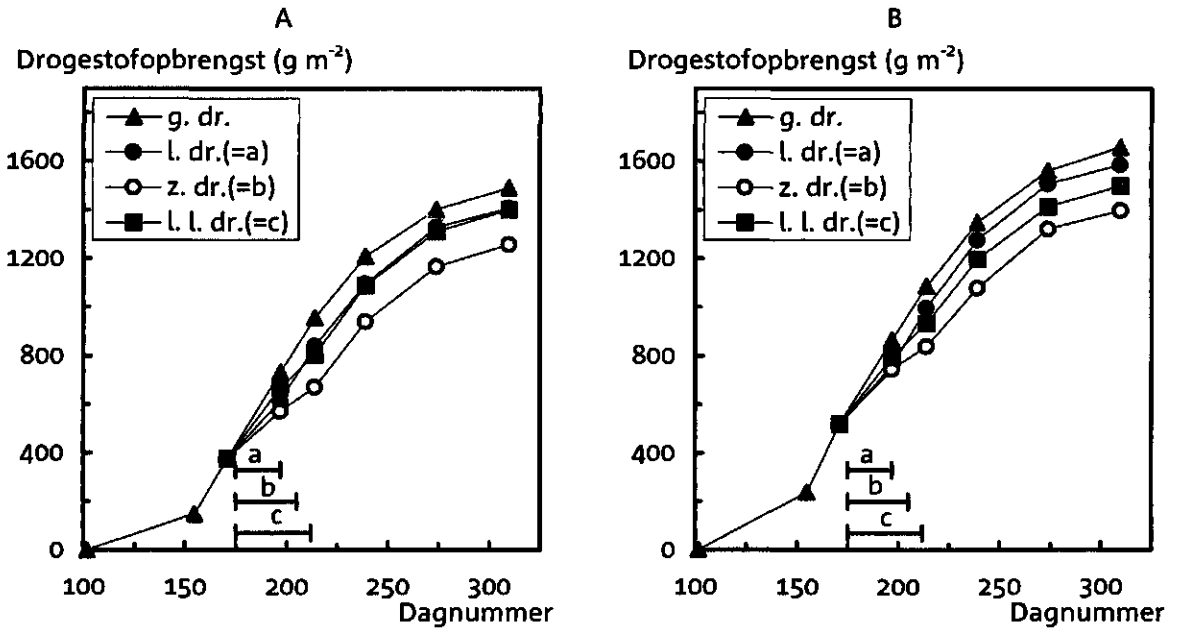 A
Drogestofopbrengst (g m⁻²)
g. dr.
l. dr.(=a)
z. dr.(=b)
l. l. dr.(=c)
1600
1200
800
400
0
a
b
c
100 150 200 250 300
Dagnummer
B
Drogestofopbrengst (g m⁻²)
g. dr.
l. dr.(=a)
z. dr.(=b)
l. l. dr.(=c)
1600
1200
800
400
0
a
b
c
100 150 200 250 300
Dagnummer